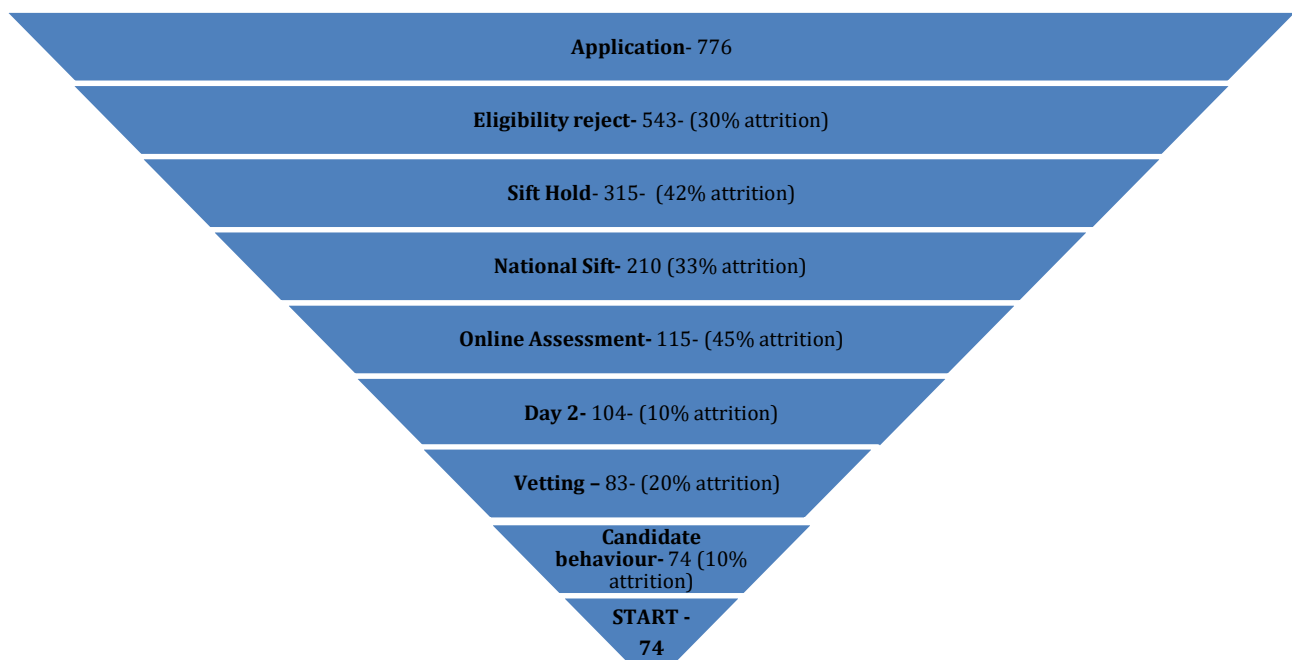 Application- 776
Eligibility reject- 543- (30% attrition)
Sift Hold- 315-  (42% attrition)
National Sift- 210 (33% attrition)
Online Assessment- 115- (45% attrition)
Day 2- 104- (10% attrition)
Vetting – 83- (20% attrition)
Candidate
behaviour- 74 (10%
attrition)
START -
74